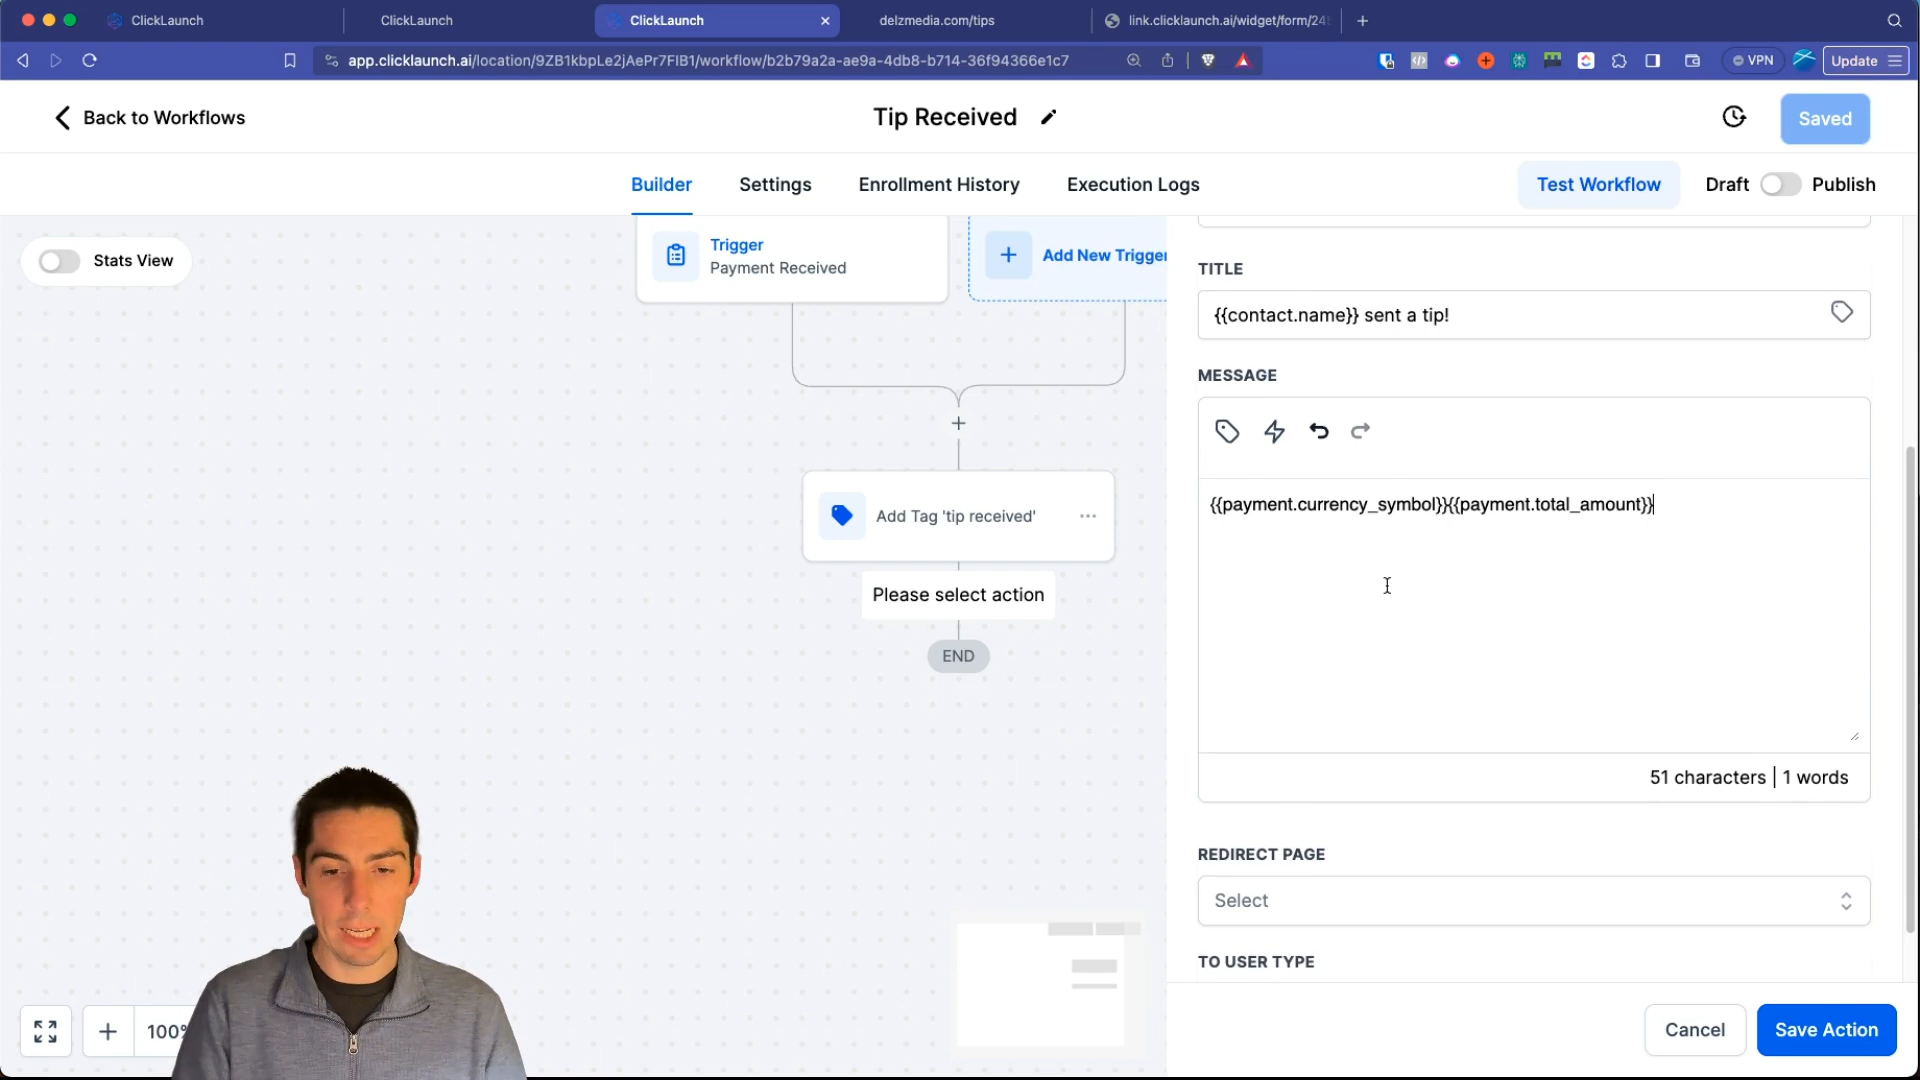 ClickLaunch
ClickLaunch
ClickLaunch
delzmedia.com/tips
link.clicklaunch.ai/widget/form/24
app.clicklaunch.ai/location/9ZB1kbpLe2jAePr7FIB1/workflow/b2b79a2a-ae9a-4db8-b714-36f94366e1c7
VPN
Update
Back to Workflows
Tip Received
Saved
Builder
Settings
Enrollment History
Execution Logs
Test Workflow
Draft
Publish
Stats View
Trigger
Payment Received
Add New Trigger
Add Tag 'tip received'
Please select action
END
100%
TITLE
{{contact.name}} sent a tip!
MESSAGE
{{payment.currency_symbol}}{{payment.total_amount}}
51 characters | 1 words
REDIRECT PAGE
Select
TO USER TYPE
Cancel
Save Action